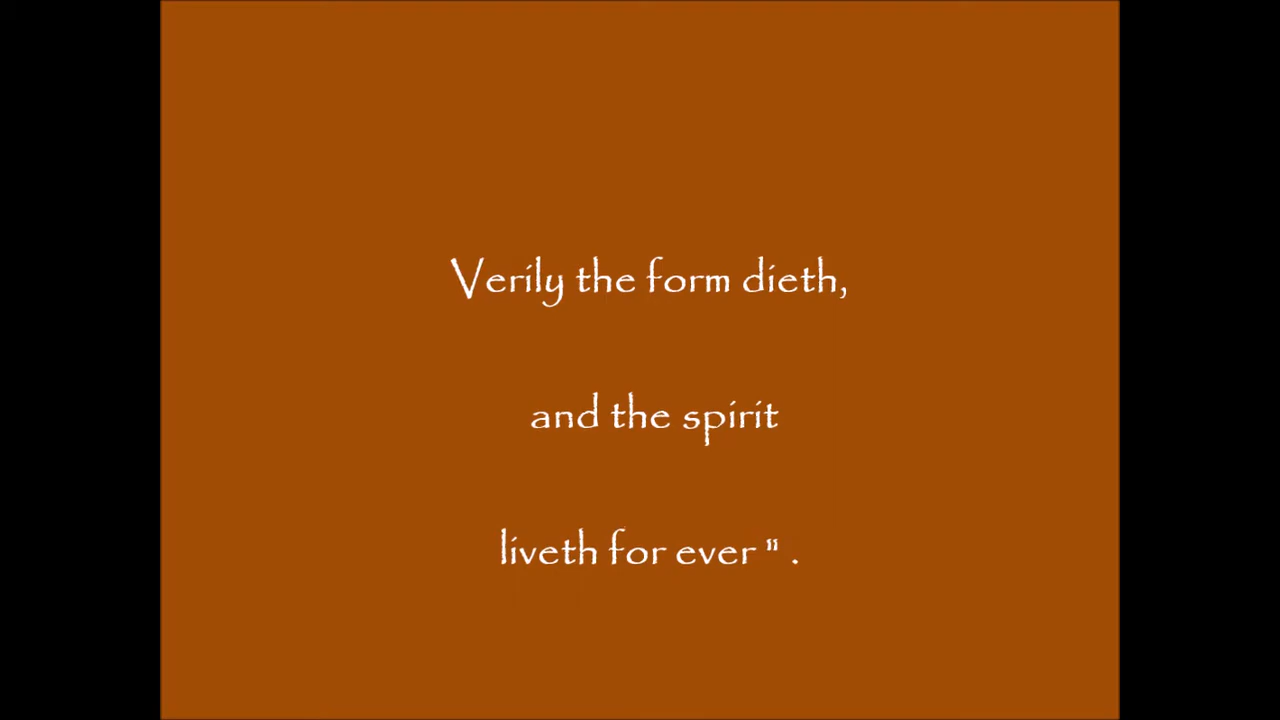 Verily the form dieth,
and the spirit
liveth for ever " .